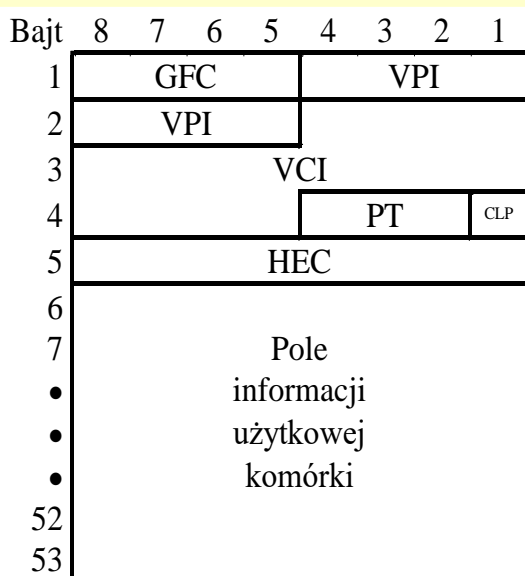 Bajt 8 7 6 5 4 3 2 1
1 GFC VPI
2 VPI
3 VCI
4 PT CLP
5 HEC
6
7 Pole
• informacji
• użytkowej
• komórki
52
53